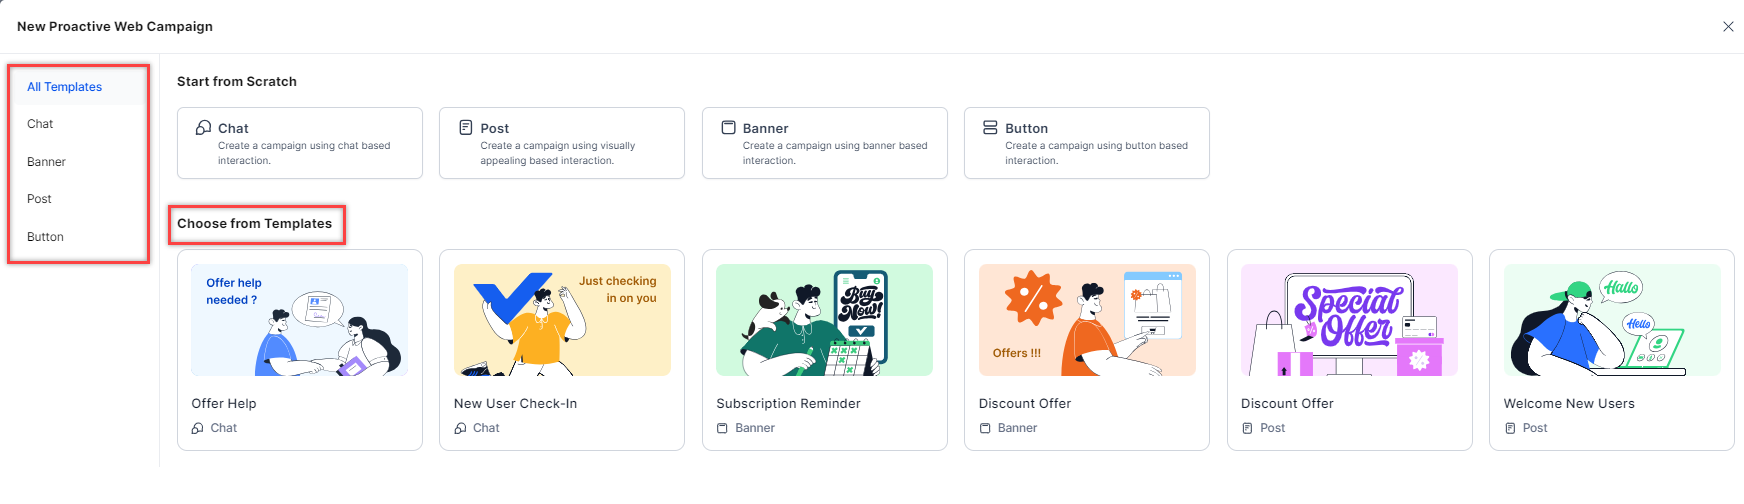 New Proactive Web Campaign
All Templates
Chat
Banner
Post
Button
Start from Scratch
Chat
Create a campaign using chat based
interaction.
Post
Create a campaign using visually
appealing based interaction.
Banner
Create a campaign using banner based
interaction.
Button
Create a campaign using button based
interaction.
Choose from Templates
Offer help
needed ?
Offer Help
Chat
Just checking
in on you
New User Check-In
Chat
Buy
Now!
Subscription Reminder
Banner
Offers !!!
Discount Offer
Banner
Special
Offer
Discount Offer
Post
Hallo
Hello
Welcome New Users
Post